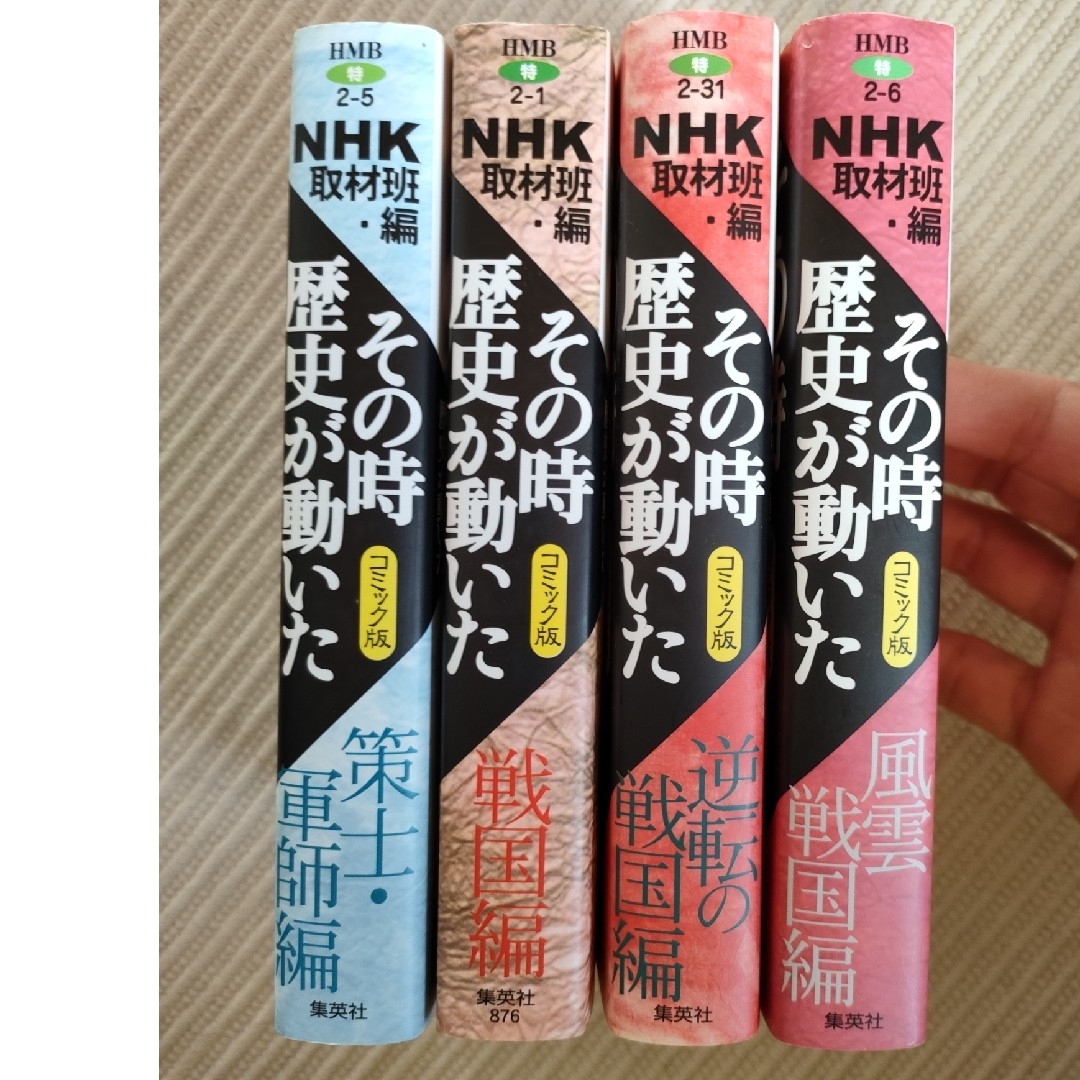 HMB
特
2-5
NHK
取材班
・編
その時
歴史が動いた
コミック版
策士・
軍師編
集英社
HMB
特
2-1
NHK
取材班
・編
その時
歴史が動いた
コミック版
戦国編
集英社
876
HMB
特
2-31
NHK
取材班
・編
その時
歴史が動いた
コミック版
逆転の
戦国編
集英社
HMB
特
2-6
NHK
取材班
・編
その時
歴史が動いた
コミック版
風雲
戦国編
集英社